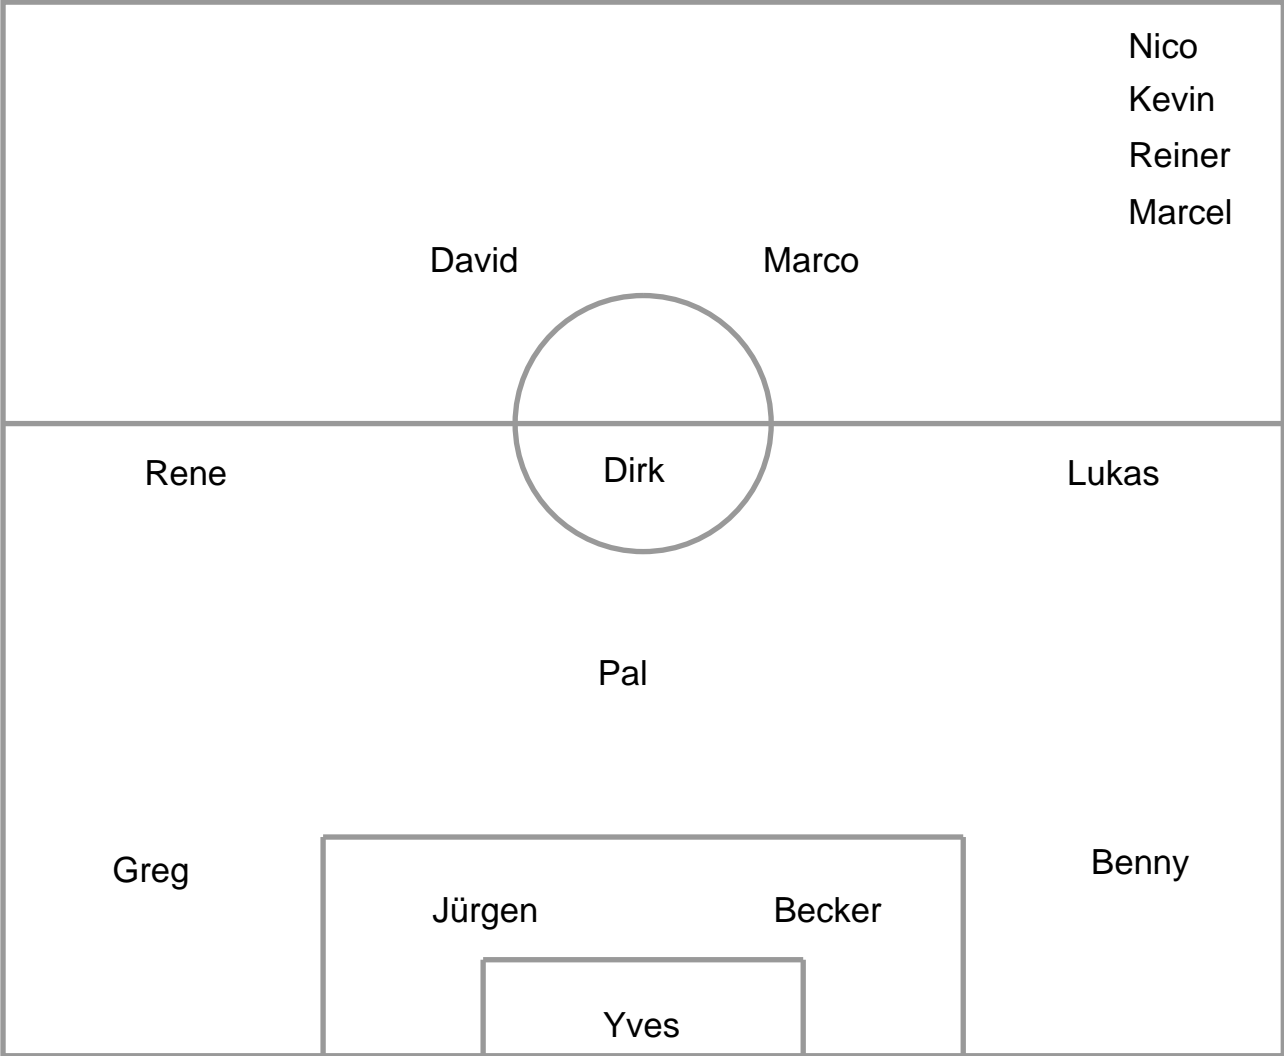 Nico
Kevin
Reiner
Marcel
David Marco
Rene Dirk Lukas
Pal
Greg Benny
Jürgen Becker
Yves